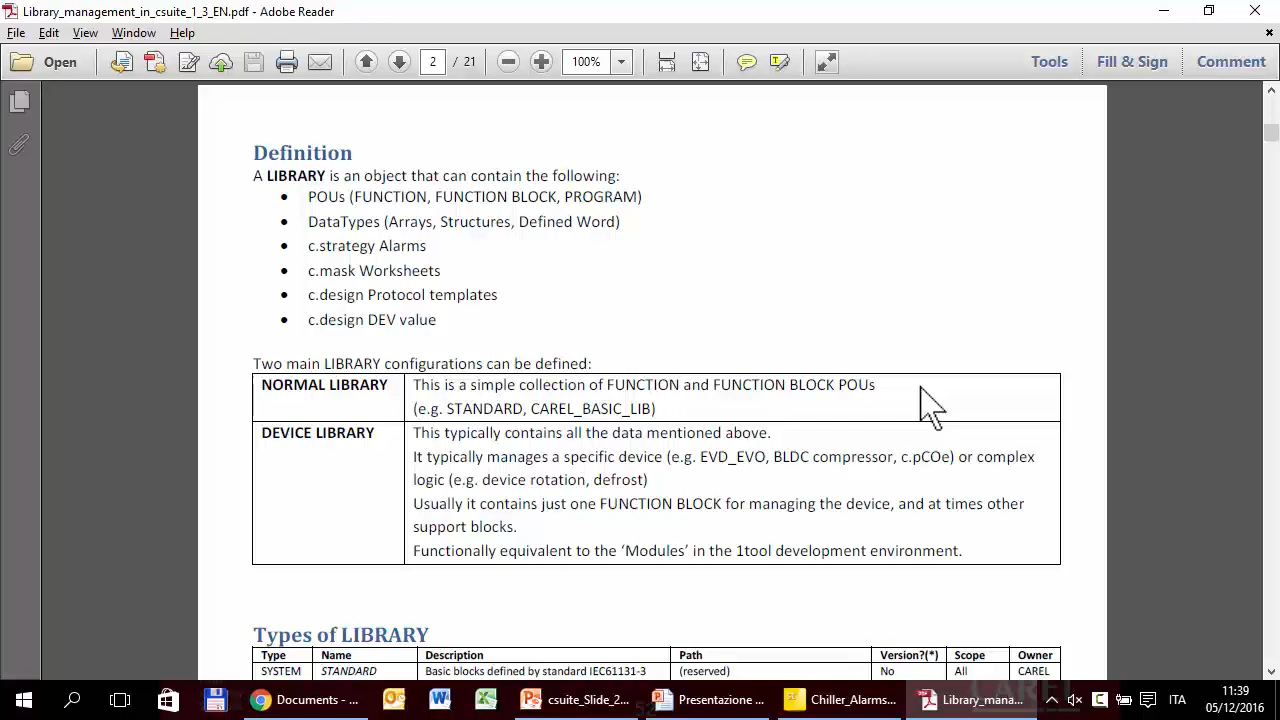 Library_management_in_csuite_1_3_EN.pdf - Adobe Reader
File Edit View Window Help
Open 2 / 21 100% Tools Fill & Sign Comment
Definition
A LIBRARY is an object that can contain the following:
• POUs (FUNCTION, FUNCTION BLOCK, PROGRAM)
• DataTypes (Arrays, Structures, Defined Word)
• c.strategy Alarms
• c.mask Worksheets
• c.design Protocol templates
• c.design DEV value
Two main LIBRARY configurations can be defined:
NORMAL LIBRARY This is a simple collection of FUNCTION and FUNCTION BLOCK POUs
(e.g. STANDARD, CAREL_BASIC_LIB)
DEVICE LIBRARY This typically contains all the data mentioned above.
It typically manages a specific device (e.g. EVD_EVO, BLDC compressor, c.pCOe) or complex
logic (e.g. device rotation, defrost)
Usually it contains just one FUNCTION BLOCK for managing the device, and at times other
support blocks.
Functionally equivalent to the ‘Modules’ in the 1tool development environment.
Types of LIBRARY
Type Name Description Path Version?(*) Scope Owner
SYSTEM STANDARD Basic blocks defined by standard IEC61131-3 (reserved) No All CAREL
Documents - ... csuite_Slide_2... Presentazione ... Chiller_Alarms... Library_mana... ITA 11:39
05/12/2016